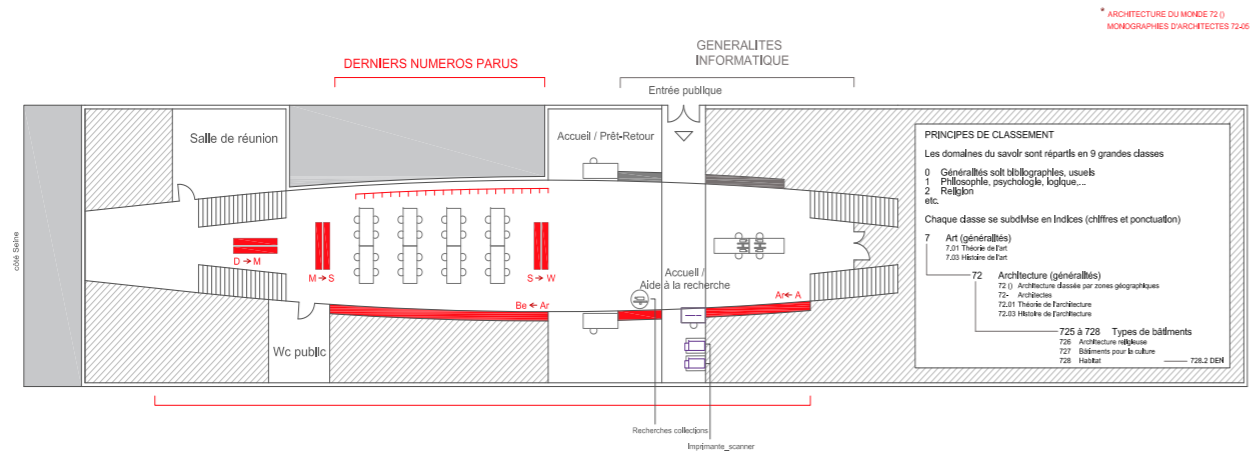 * ARCHITECTURE DU MONDE 72 ()
MONOGRAPHIES D'ARCHITECTES 72-05
GENERALITES
INFORMATIQUE
DERNIERS NUMEROS PARUS
Entrée publique
Salle de réunion
Accueil / Prêt-Retour
PRINCIPES DE CLASSEMENT
Les domaines du savoir sont répartis en 9 grandes classes
0 Généralités soit bibliographies, usuels
1 Philosophie, psychologie, logique,...
2 Religion
etc.
Chaque classe se subdivise en indices (chiffres et ponctuation)
7 Art (généralités)
7.01 Théorie de l'art
7.03 Histoire de l'art
72 Architecture (généralités)
72 () Architecture classée par zones géographiques
72- Architectes
72.01 Théorie de l'architecture
72.03 Histoire de l'architecture
725 à 728 Types de bâtiments
726 Architecture religieuse
727 Bâtiments pour la culture
728 Habitat 728.2 DEN
côté Seine
D → M
M → S
S → W
Accueil /
Aide à la recherche
Be ← Ar
Ar ← A
Wc public
Recherches collections
Imprimante_scanner